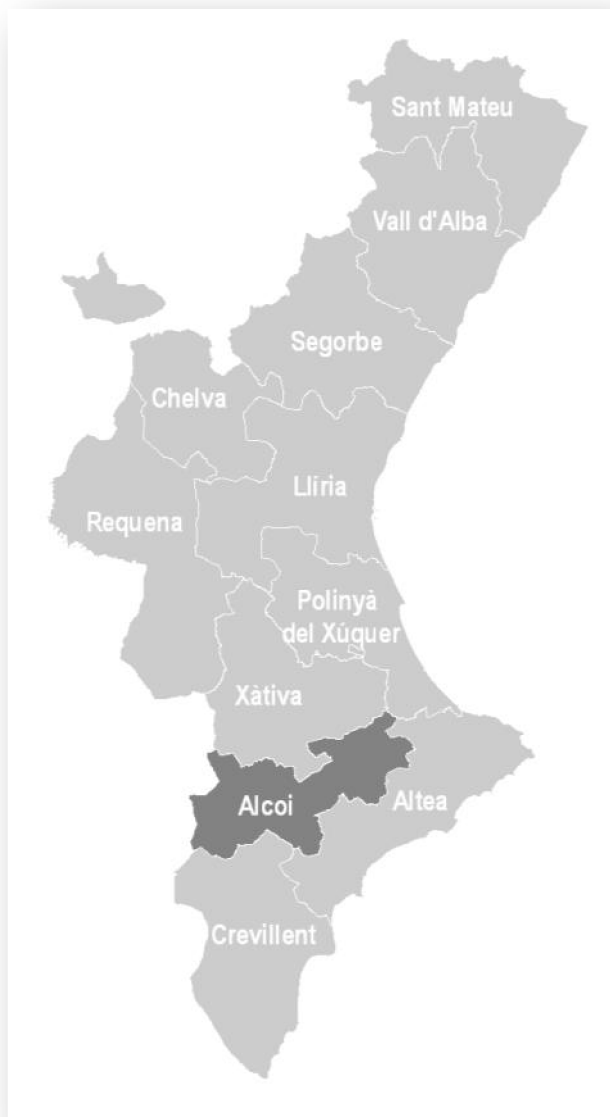 Sant Mateu
Vall d'Alba
Segorbe
Chelva
Llíria
Requena
Polinyà
del Xúquer
Xàtiva
Alcoi
Altea
Crevillent